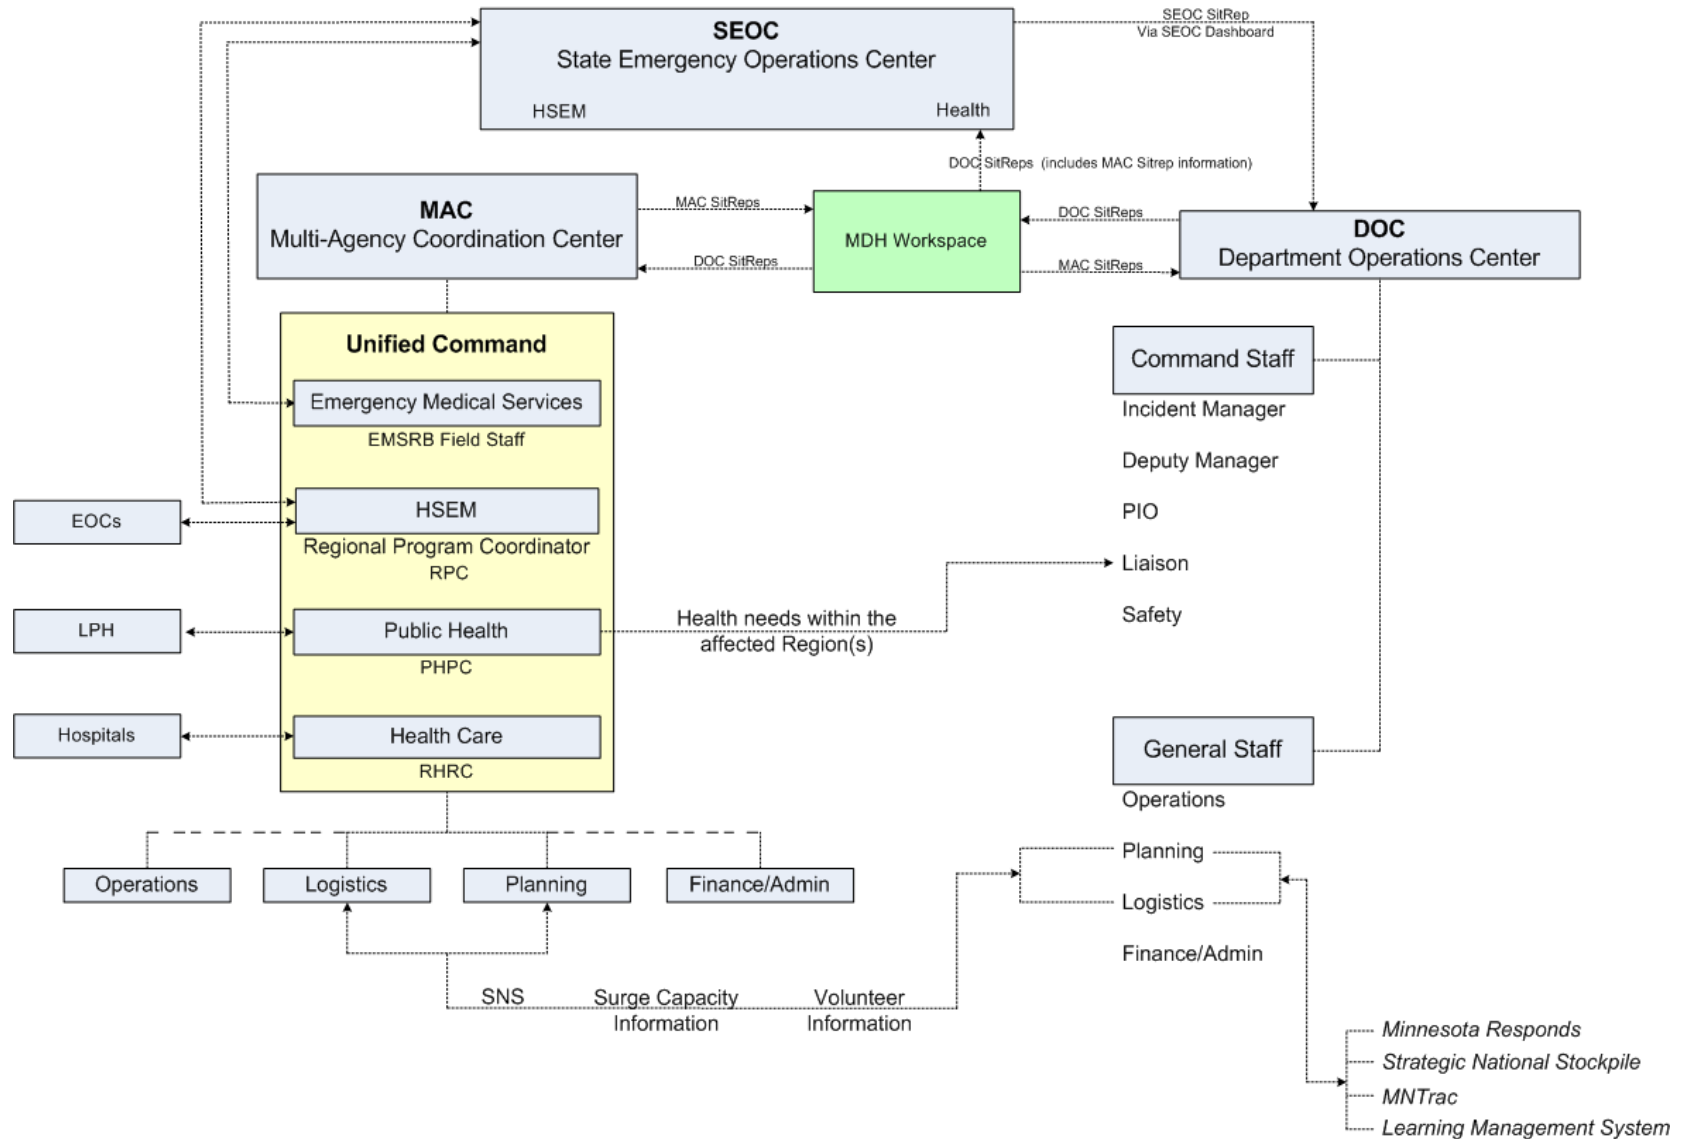 SEOC
State Emergency Operations Center
HSEM
Health
SEOC SitRep
Via SEOC Dashboard
DOC SitReps (includes MAC Sitrep information)
MAC
Multi-Agency Coordination Center
MAC SitReps
DOC SitReps
MDH Workspace
DOC SitReps
MAC SitReps
DOC
Department Operations Center
Unified Command
Emergency Medical Services
EMSRB Field Staff
HSEM
Regional Program Coordinator
RPC
Public Health
PHPC
Health Care
RHRC
EOCs
LPH
Hospitals
Health needs within the
affected Region(s)
Command Staff
Incident Manager
Deputy Manager
PIO
Liaison
Safety
General Staff
Operations
Planning
Logistics
Finance/Admin
Operations
Logistics
Planning
Finance/Admin
SNS
Surge Capacity
Information
Volunteer
Information
Minnesota Responds
Strategic National Stockpile
MNTrac
Learning Management System